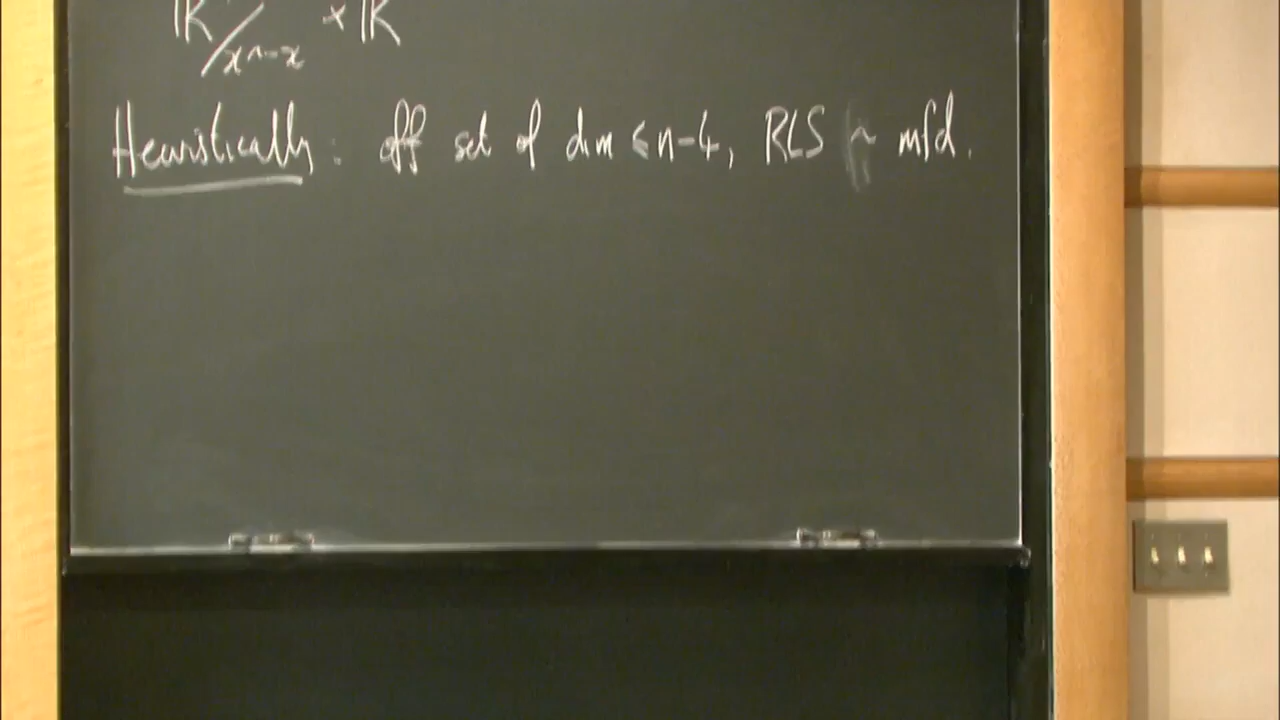 ℝ / x~-x × ℝ
Heuristically: off set of dim ≤ n-4, RLS ~ mfd.